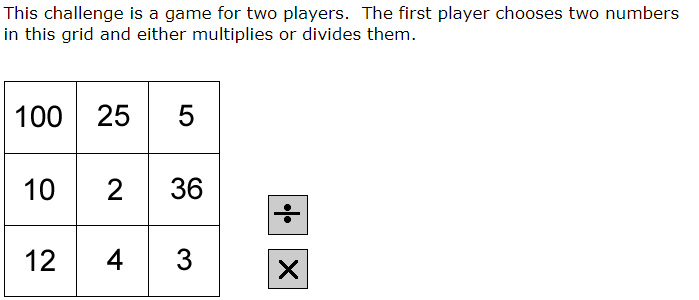 This challenge is a game for two players.  The first player chooses two numbers
in this grid and either multiplies or divides them.
100 25 5
10 2 36
÷
12 4 3
×